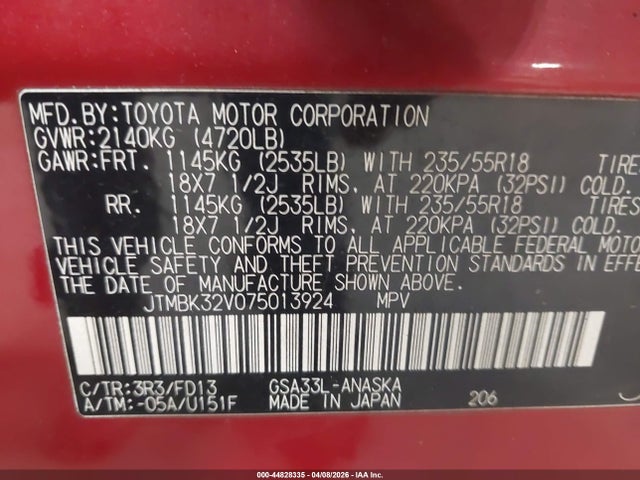 MFD.BY:TOYOTA MOTOR CORPORATION
GVWR:2140KG (4720LB)
GAWR:FRT. 1145KG (2535LB) WITH 235/55R18 TIRES
18X7 1/2J RIMS, AT 220KPA (32PSI) COLD.
RR. 1145KG (2535LB) WITH 235/55R18 TIRES
18X7 1/2J RIMS, AT 220KPA (32PSI) COLD.
THIS VEHICLE CONFORMS TO ALL APPLICABLE FEDERAL MOTO
VEHICLE SAFETY AND THEFT PREVENTION STANDARDS IN EFFE
THE DATE OF MANUFACTURE SHOWN ABOVE.
JTMBK32V075013924 MPV
C/TR:3R3/FD13 GSA33L-ANASKA
A/TM:-05A/U151F MADE IN JAPAN 206
000-44828335 - 04/08/2026 - IAA Inc.